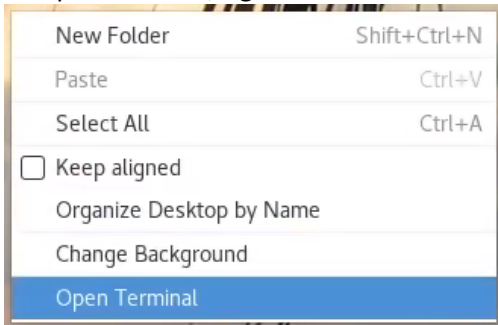 New Folder Shift+Ctrl+N
Paste Ctrl+V
Select All Ctrl+A
Keep aligned
Organize Desktop by Name
Change Background
Open Terminal